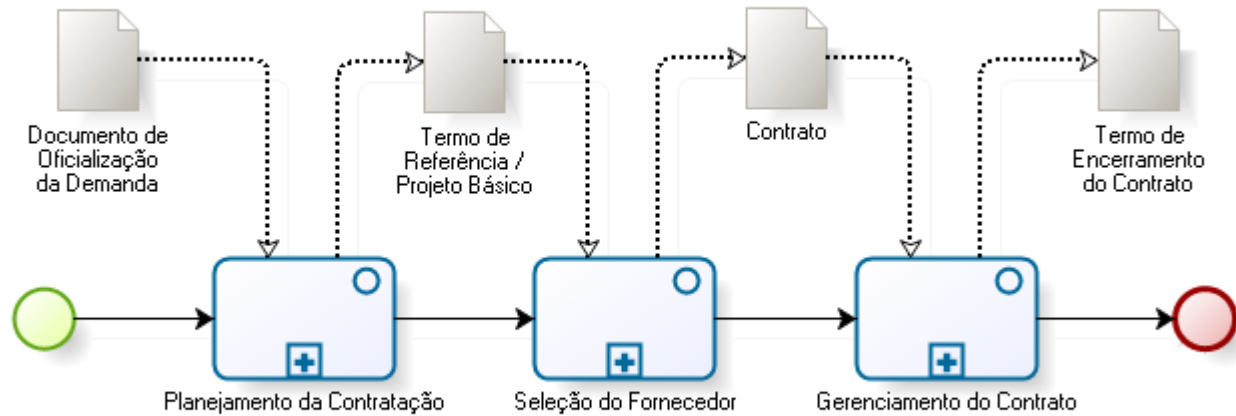 Documento de
Oficialização
da Demanda
Termo de
Referência /
Projeto Básico
Contrato
Termo de
Encerramento
do Contrato
Planejamento da Contratação
Seleção do Fornecedor
Gerenciamento do Contrato